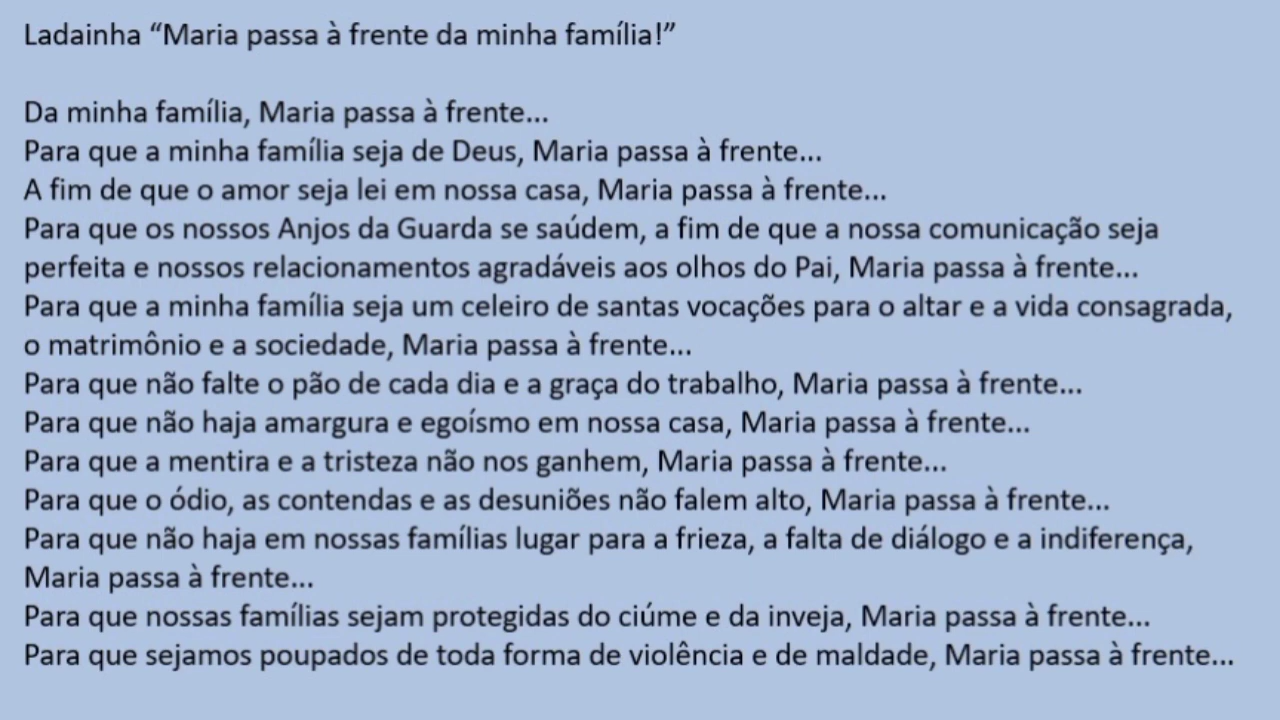 Ladainha “Maria passa à frente da minha família!”
Da minha família, Maria passa à frente...
Para que a minha família seja de Deus, Maria passa à frente...
A fim de que o amor seja lei em nossa casa, Maria passa à frente...
Para que os nossos Anjos da Guarda se saúdem, a fim de que a nossa comunicação seja
perfeita e nossos relacionamentos agradáveis aos olhos do Pai, Maria passa à frente...
Para que a minha família seja um celeiro de santas vocações para o altar e a vida consagrada,
o matrimônio e a sociedade, Maria passa à frente...
Para que não falte o pão de cada dia e a graça do trabalho, Maria passa à frente...
Para que não haja amargura e egoísmo em nossa casa, Maria passa à frente...
Para que a mentira e a tristeza não nos ganhem, Maria passa à frente...
Para que o ódio, as contendas e as desuniões não falem alto, Maria passa à frente...
Para que não haja em nossas famílias lugar para a frieza, a falta de diálogo e a indiferença,
Maria passa à frente...
Para que nossas famílias sejam protegidas do ciúme e da inveja, Maria passa à frente...
Para que sejamos poupados de toda forma de violência e de maldade, Maria passa à frente...